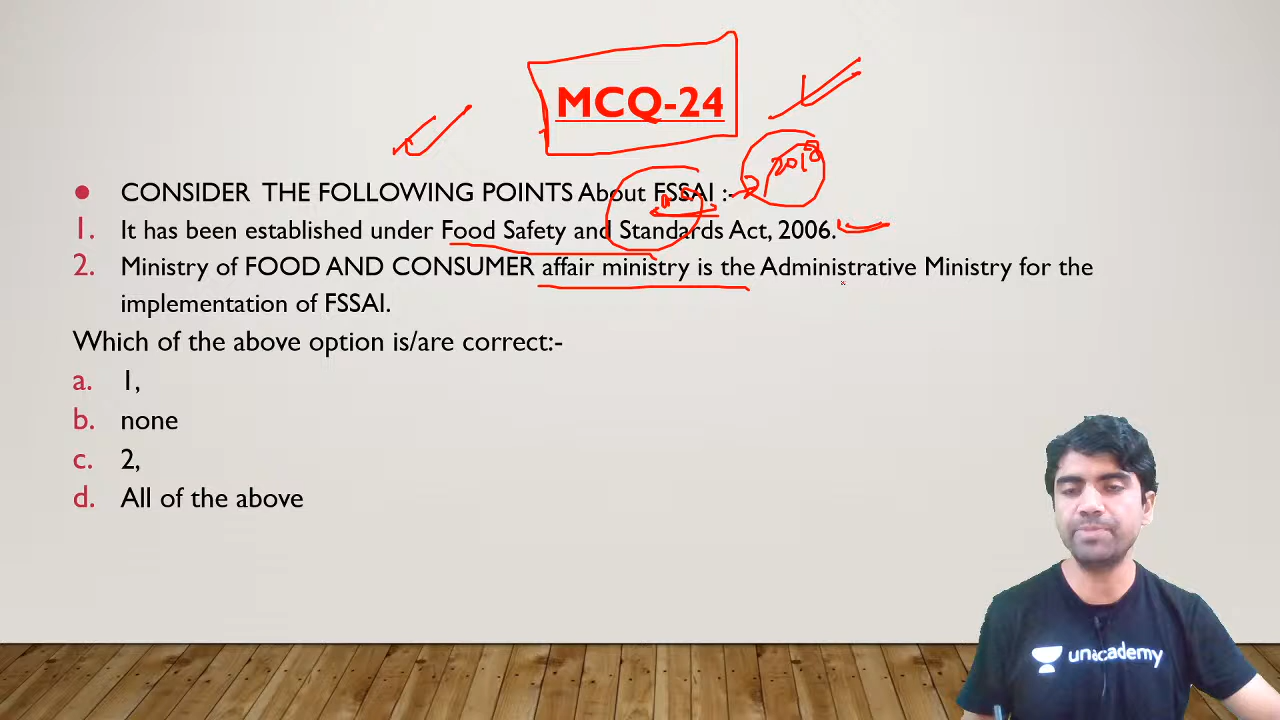 MCQ-24
2018
CONSIDER THE FOLLOWING POINTS About FSSAI :-
1. It has been established under Food Safety and Standards Act, 2006.
2. Ministry of FOOD AND CONSUMER affair ministry is the Administrative Ministry for the
implementation of FSSAI.
Which of the above option is/are correct:-
a. 1,
b. none
c. 2,
d. All of the above
unacademy